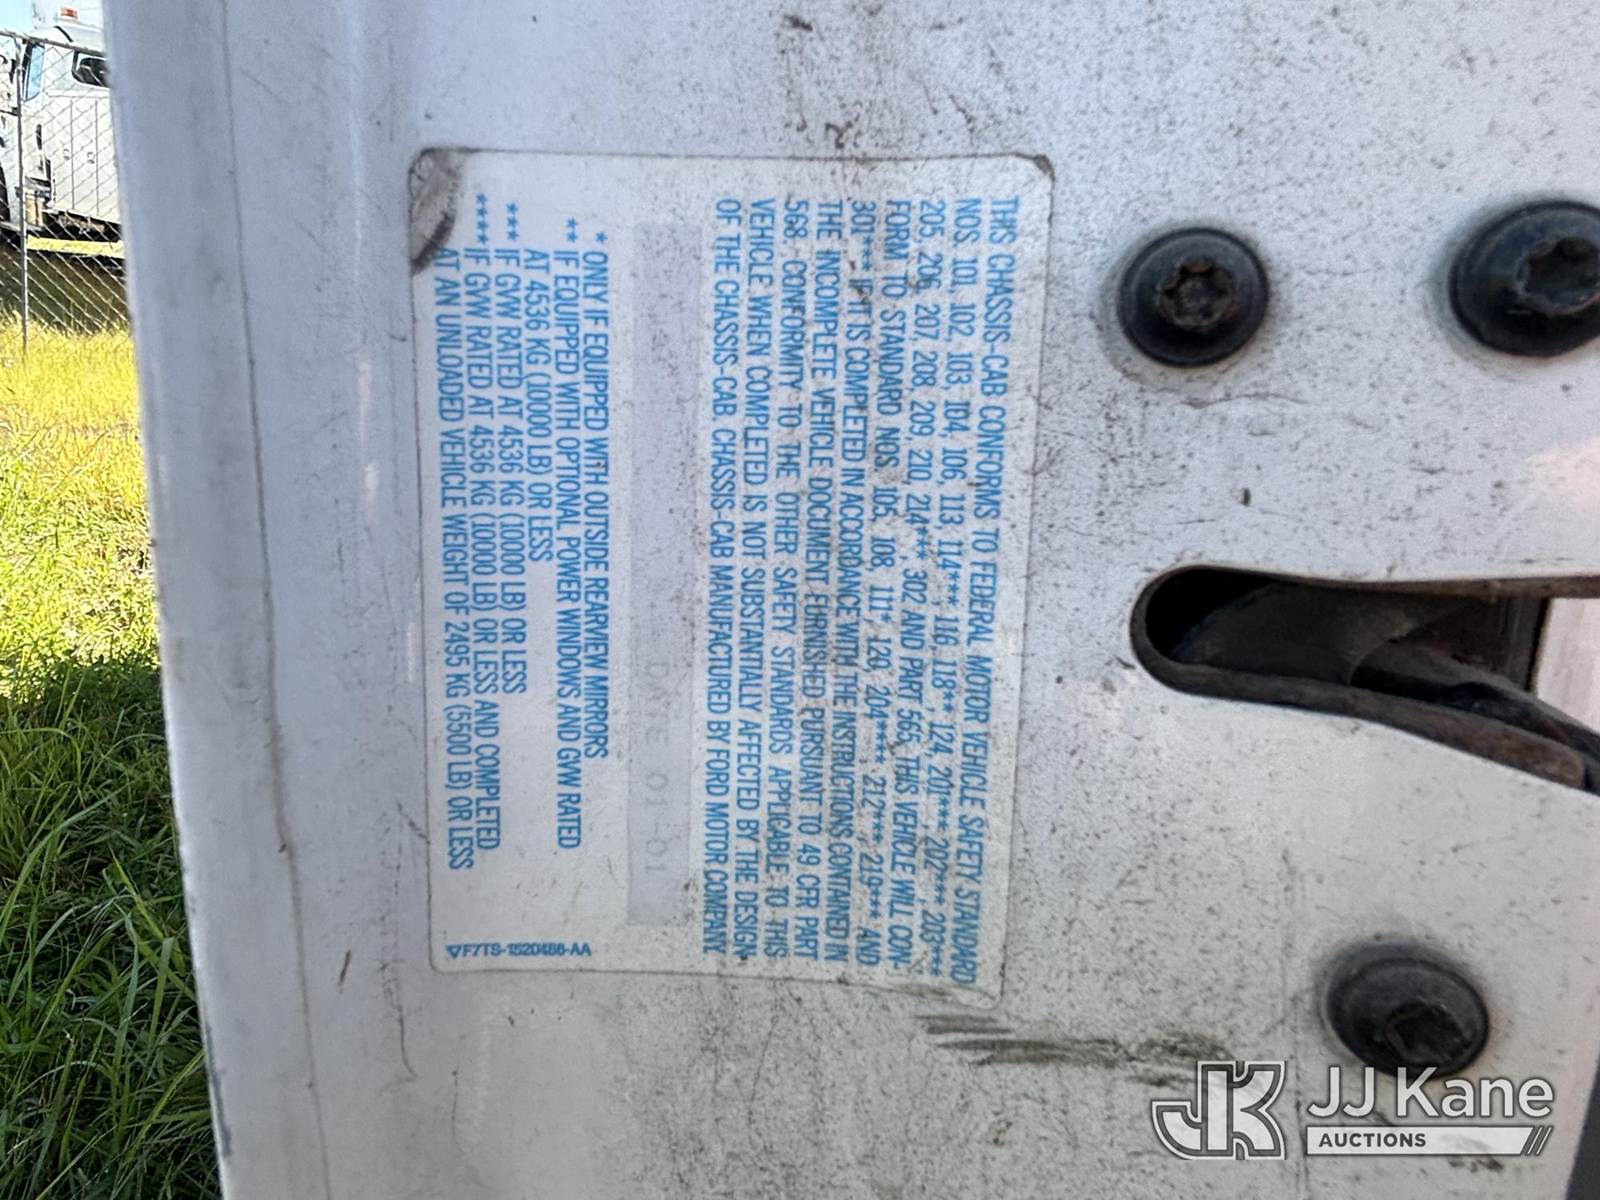 THIS CHASSIS-CAB CONFORMS TO FEDERAL MOTOR VEHICLE SAFETY STANDARD
NOS. 101, 102, 103, 104, 106, 113, 114***, 116, 118**, 124, 201***, 202***, 203***,
205, 206, 207, 208, 209, 210, 214***, 302 AND PART 565, THIS VEHICLE WILL CON-
FORM TO STANDARD NOS. 105, 108, 111*, 120, 204****, 212***, 219*** AND
301*** IF IT IS COMPLETED IN ACCORDANCE WITH THE INSTRUCTIONS CONTAINED IN
THE INCOMPLETE VEHICLE DOCUMENT FURNISHED PURSUANT TO 49 CFR PART
568. CONFORMITY TO THE OTHER SAFETY STANDARDS APPLICABLE TO THIS
VEHICLE WHEN COMPLETED IS NOT SUBSTANTIALLY AFFECTED BY THE DESIGN
OF THE CHASSIS-CAB. CHASSIS-CAB MANUFACTURED BY FORD MOTOR COMPANY.
DATE 01-01
* ONLY IF EQUIPPED WITH OUTSIDE REARVIEW MIRRORS
** IF EQUIPPED WITH OPTIONAL POWER WINDOWS AND GVW RATED
AT 4536 KG (10000 LB) OR LESS
*** IF GVW RATED AT 4536 KG (10000 LB) OR LESS
**** IF GVW RATED AT 4536 KG (10000 LB) OR LESS AND COMPLETED
AT AN UNLOADED VEHICLE WEIGHT OF 2495 KG (5500 LB) OR LESS
F7TS-1520486-AA
JK JJ Kane
AUCTIONS